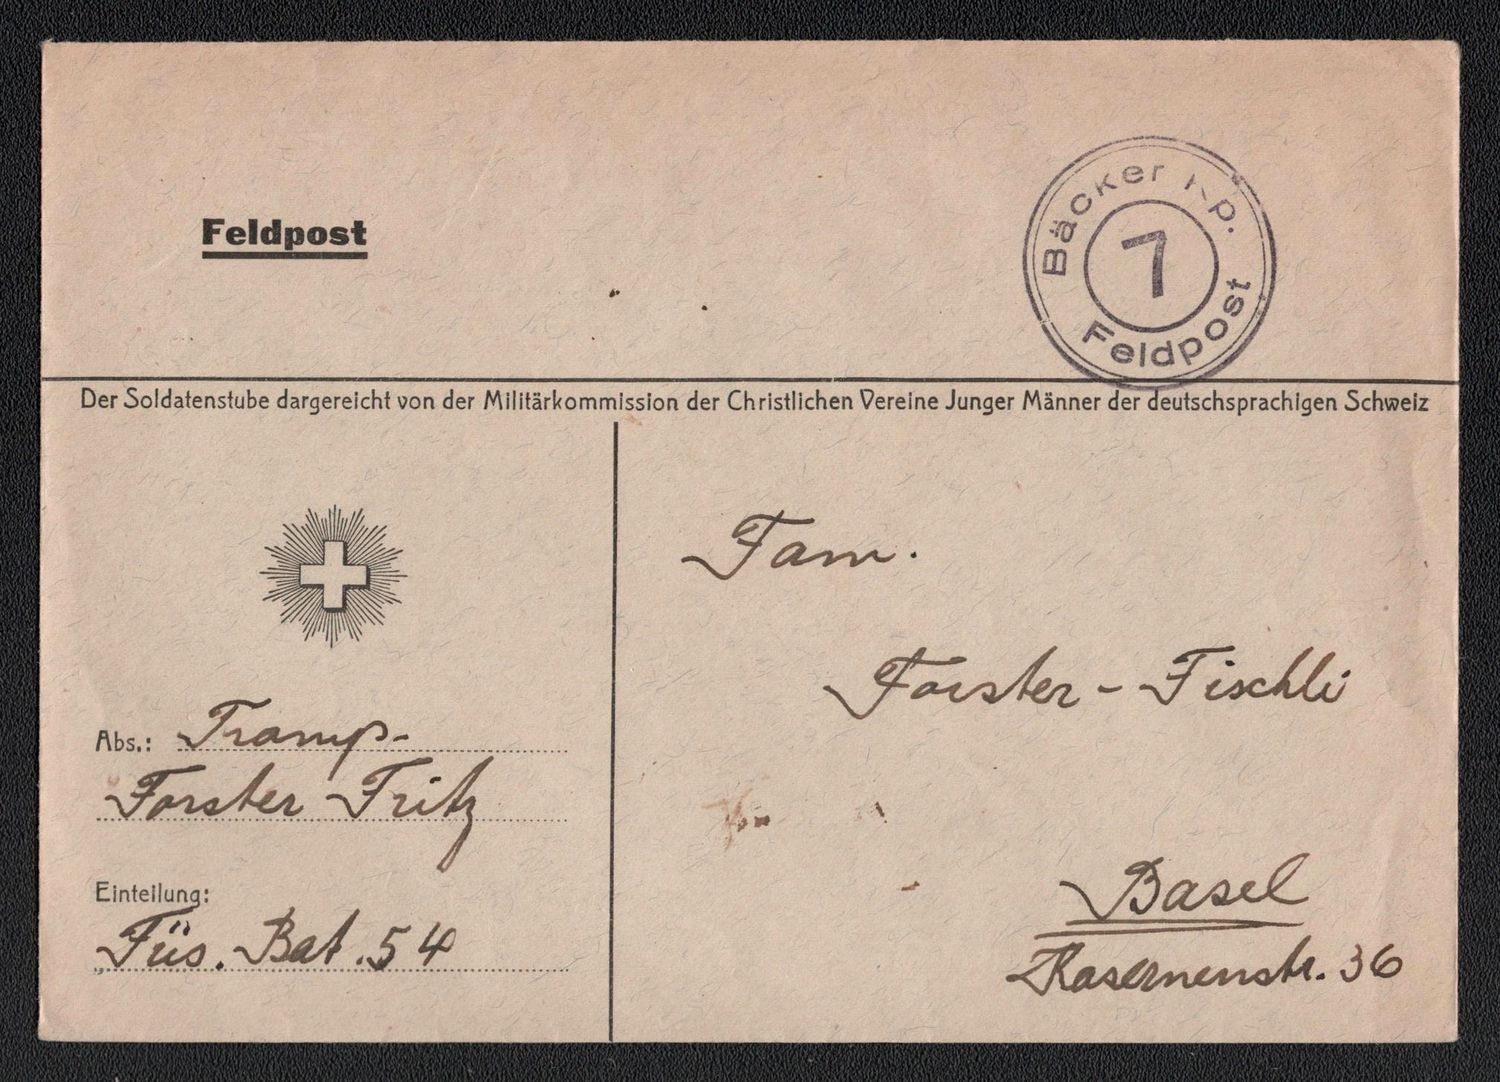 Feldpost
Bäcker Kp.
7
Feldpost
Der Soldatenstube dargereicht von der Militärkommission der Christlichen Vereine Junger Männer der deutschsprachigen Schweiz
Fam.
Forster - Fischli
Basel
Kasernenstr. 36
Abs.: Tramp-
Forster Fritz
Einteilung:
Füs. Bat. 54